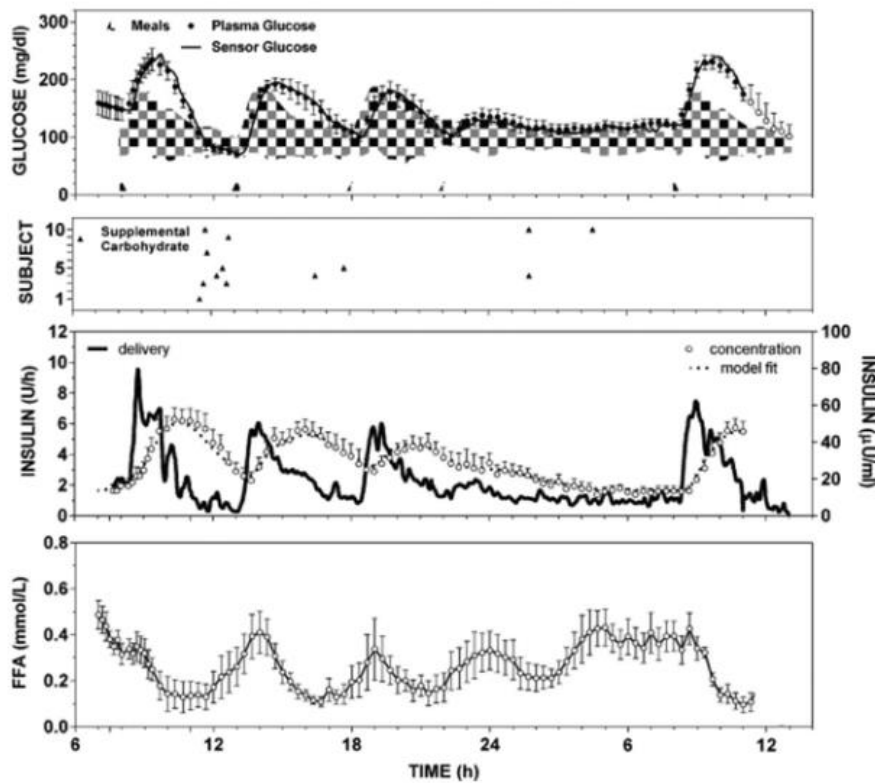 300
200
100
0
GLUCOSE (mg/dl)
Meals
Plasma Glucose
Sensor Glucose
10
5
1
SUBJECT
Supplemental
Carbohydrate
12
10
8
6
4
2
0
INSULIN (U/h)
delivery
concentration
model fit
100
80
60
40
20
0
INSULIN (μ U/ml)
0.8
0.6
0.4
0.2
0.0
FFA (mmol/L)
6 12 18 24 6 12
TIME (h)